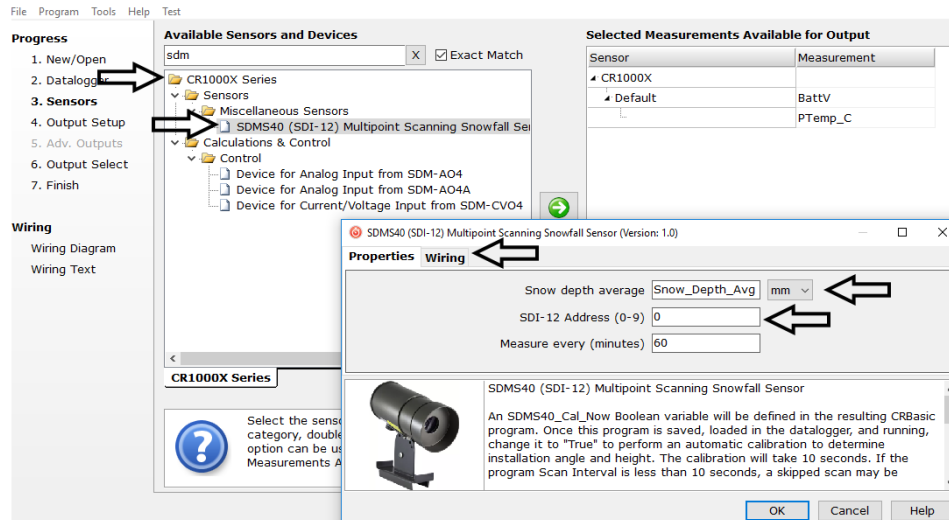 File Program Tools Help Test
Progress
1. New/Open
2. Datalogger
3. Sensors
4. Output Setup
5. Adv. Outputs
6. Output Select
7. Finish
Wiring
Wiring Diagram
Wiring Text
Available Sensors and Devices
sdm X Exact Match
CR1000X Series
Sensors
Miscellaneous Sensors
SDMS40 (SDI-12) Multipoint Scanning Snowfall Sen
Calculations & Control
Control
Device for Analog Input from SDM-AO4
Device for Analog Input from SDM-AO4A
Device for Current/Voltage Input from SDM-CVO4
CR1000X Series
Select the senso
category, double
option can be us
Measurements A
Selected Measurements Available for Output
Sensor Measurement
CR1000X
Default BattV
PTemp_C
SDMS40 (SDI-12) Multipoint Scanning Snowfall Sensor (Version: 1.0)
Properties Wiring
Snow depth average Snow_Depth_Avg mm
SDI-12 Address (0-9) 0
Measure every (minutes) 60
SDMS40 (SDI-12) Multipoint Scanning Snowfall Sensor
An SDMS40_Cal_Now Boolean variable will be defined in the resulting CRBasic
program. Once this program is saved, loaded in the datalogger, and running,
change it to "True" to perform an automatic calibration to determine
installation angle and height. The calibration will take 10 seconds. If the
program Scan Interval is less than 10 seconds, a skipped scan may be
OK Cancel Help